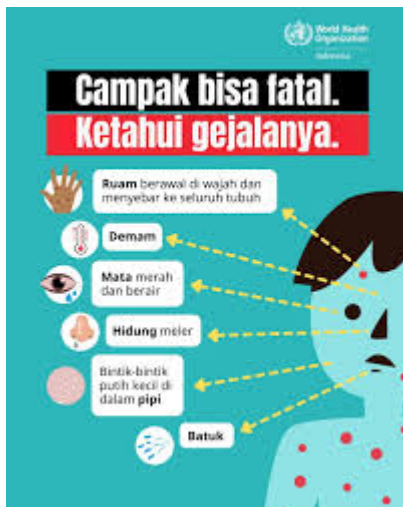 World Health
Organization
Indonesia
Campak bisa fatal.
Ketahui gejalanya.
Ruam berawal di wajah dan
menyebar ke seluruh tubuh
Demam
Mata merah
dan berair
Hidung meler
Bintik-bintik
putih kecil di
dalam pipi
Batuk